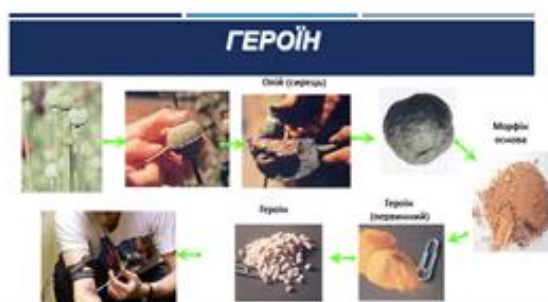 ГЕРОЇН
Опій (сирець)
Морфін
основа
Героїн
(первинний)
Героїн